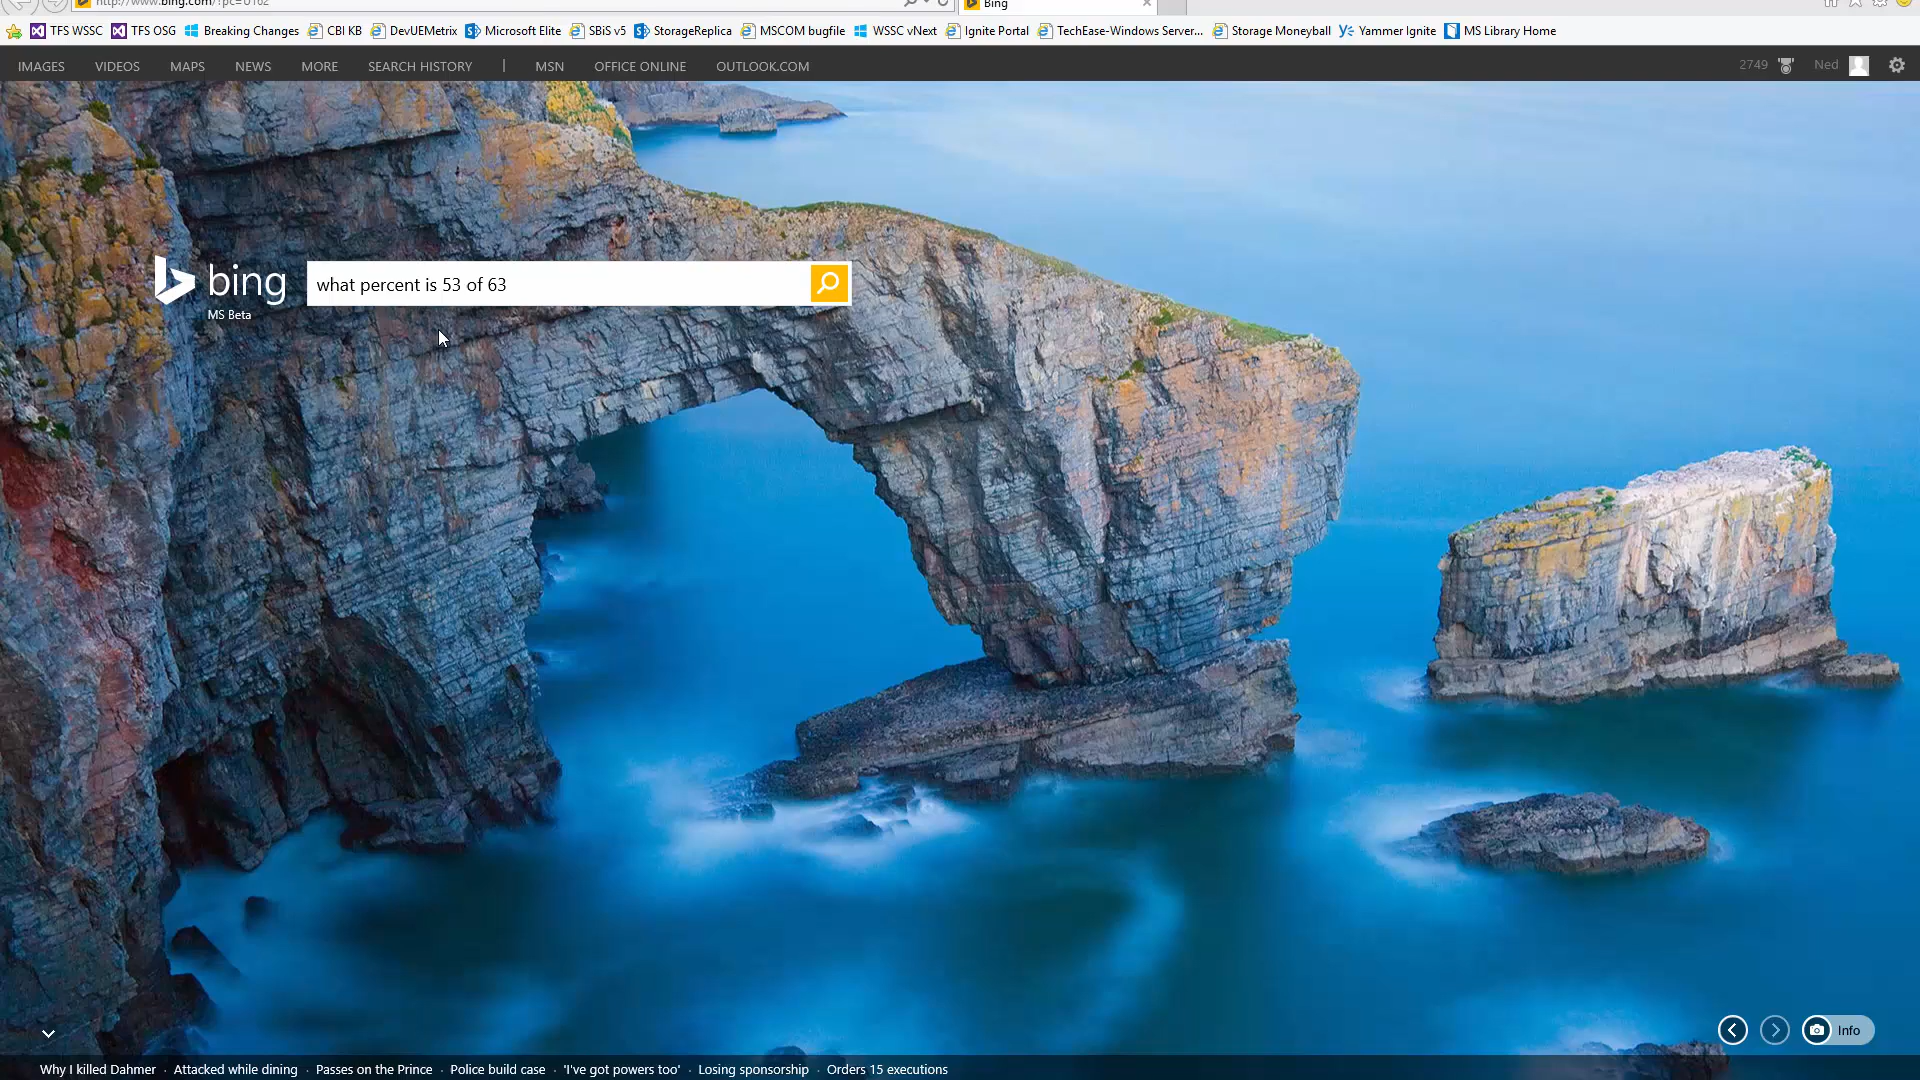 http://www.bing.com/?pc=U162
Bing
TFS WSSC TFS OSG Breaking Changes CBI KB DevUEMetrix Microsoft Elite SBiS v5 StorageReplica MSCOM bugfile WSSC vNext Ignite Portal TechEase-Windows Server... Storage Moneyball Yammer Ignite MS Library Home
IMAGES VIDEOS MAPS NEWS MORE SEARCH HISTORY | MSN OFFICE ONLINE OUTLOOK.COM 2749 Ned
bing what percent is 53 of 63
MS Beta
Info
Why I killed Dahmer · Attacked while dining · Passes on the Prince · Police build case · 'I've got powers too' · Losing sponsorship · Orders 15 executions